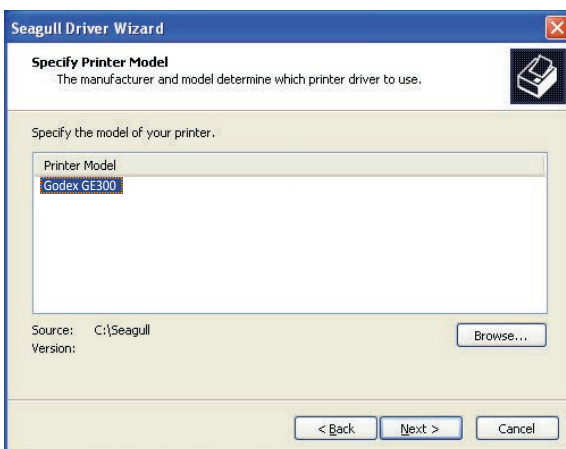 Seagull Driver Wizard
Specify Printer Model
The manufacturer and model determine which printer driver to use.
Specify the model of your printer.
Printer Model
Godex GE300
Source: C:\Seagull
Browse...
Version:
< Back Next > Cancel